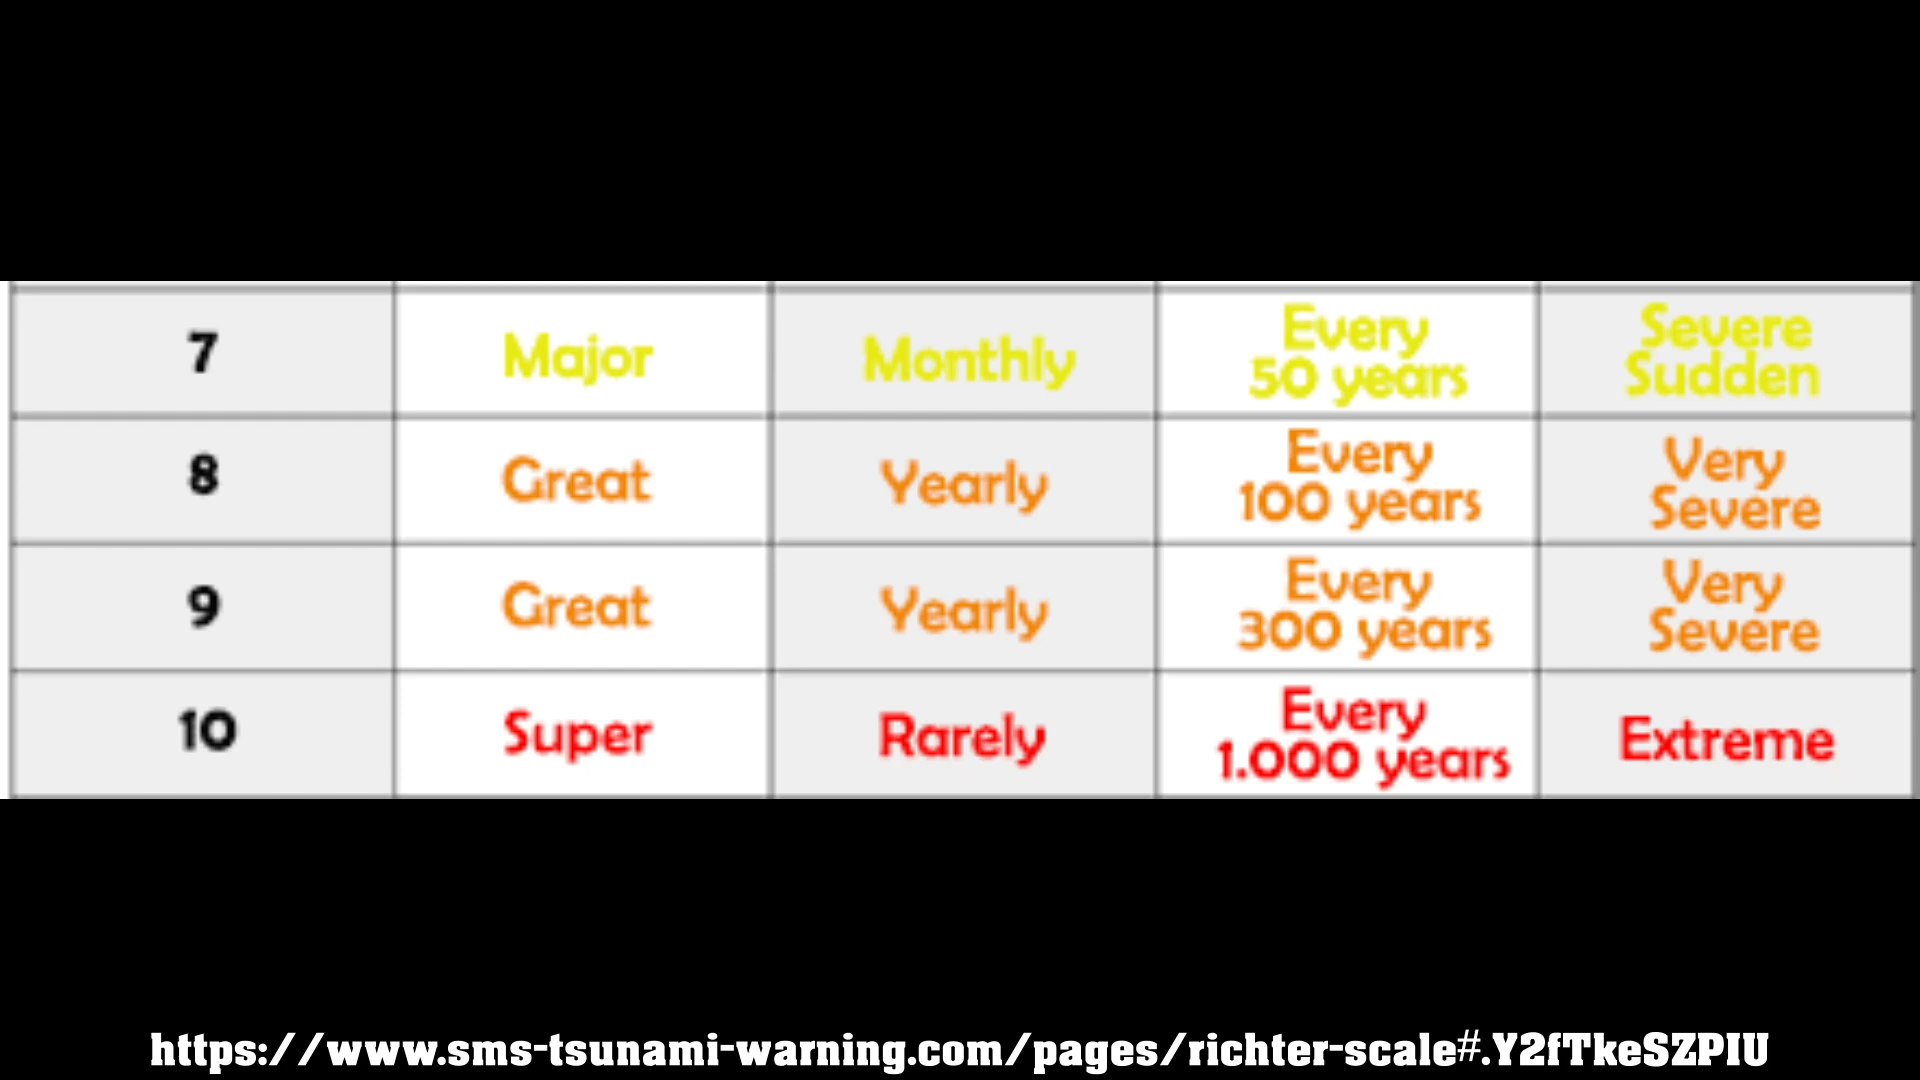 7 Major Monthly Every 50 years Severe Sudden
8 Great Yearly Every 100 years Very Severe
9 Great Yearly Every 300 years Very Severe
10 Super Rarely Every 1.000 years Extreme
https://www.sms-tsunami-warning.com/pages/richter-scale#.Y2fTkeSZPIU